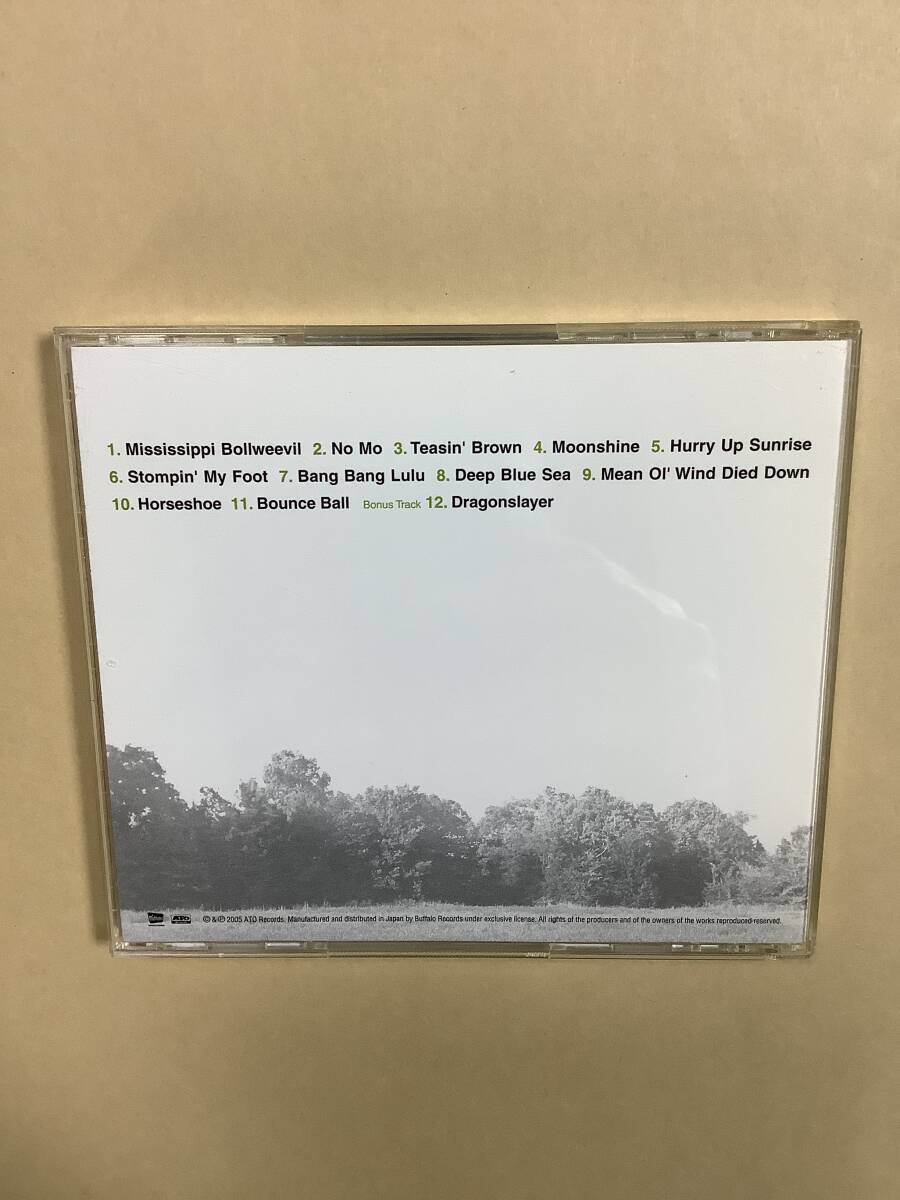 1. Mississippi Bollweevil 2. No Mo 3. Teasin' Brown 4. Moonshine 5. Hurry Up Sunrise
6. Stompin' My Foot 7. Bang Bang Lulu 8. Deep Blue Sea 9. Mean Ol' Wind Died Down
10. Horseshoe 11. Bounce Ball Bonus Track 12. Dragonslayer
ATO © & ℗ 2005 ATO Records. Manufactured and distributed in Japan by Buffalo Records under exclusive license. All rights of the producers and of the owners of the works reproduced reserved.